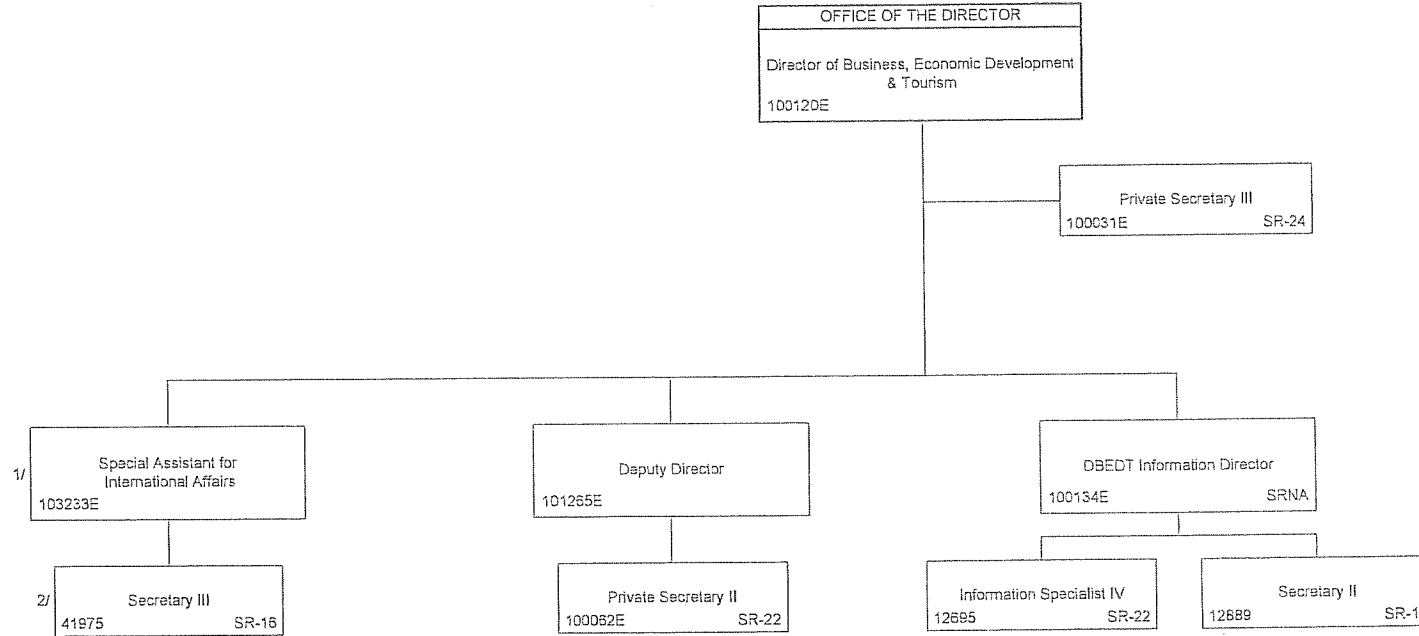 OFFICE OF THE DIRECTOR
Director of Business, Economic Development
& Tourism
100120E
Private Secretary III
100031E SR-24
1/
Special Assistant for
International Affairs
103233E
Deputy Director
101265E
DBEDT Information Director
100134E SRNA
2/
Secretary III
41975 SR-16
Private Secretary II
100062E SR-22
Information Specialist IV
12695 SR-22
Secretary II
12689 SR-1